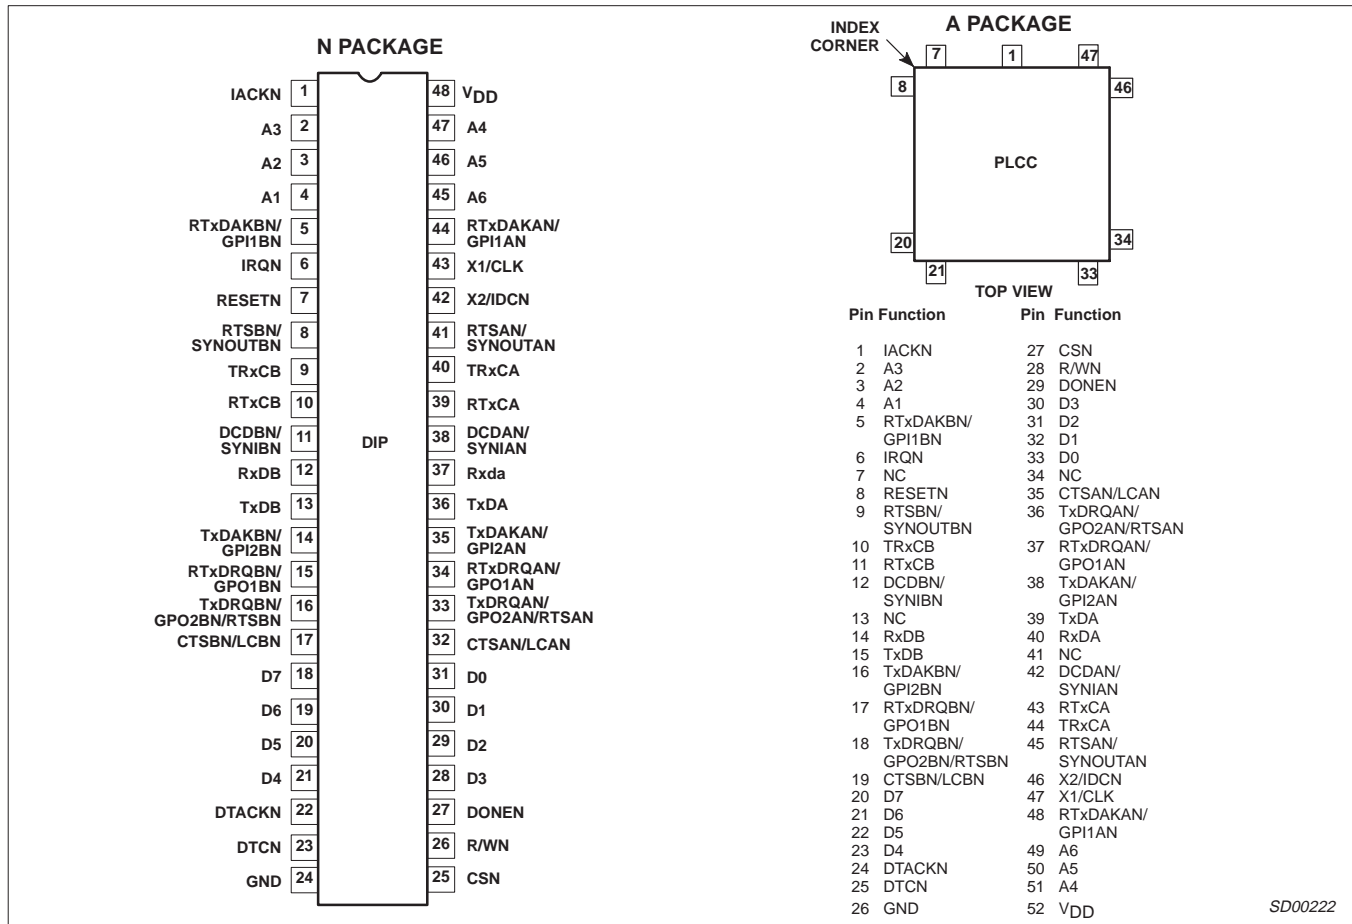 N PACKAGE
IACKN 1
A3 2
A2 3
A1 4
RTxDAKBN/
GPI1BN 5
IRQN 6
RESETN 7
RTSBN/
SYNOUTBN 8
TRxCB 9
RTxCB 10
DCDBN/
SYNIBN 11
RxDB 12
TxDB 13
TxDAKBN/
GPI2BN 14
RTxDRQBN/
GPO1BN 15
TxDRQBN/
GPO2BN/RTSBN 16
CTSBN/LCBN 17
D7 18
D6 19
D5 20
D4 21
DTACKN 22
DTCN 23
GND 24
DIP
48 VDD
47 A4
46 A5
45 A6
44 RTxDAKAN/
GPI1AN
43 X1/CLK
42 X2/IDCN
41 RTSAN/
SYNOUTAN
40 TRxCA
39 RTxCA
38 DCDAN/
SYNIAN
37 Rxda
36 TxDA
35 TxDAKAN/
GPI2AN
34 RTxDRQAN/
GPO1AN
33 TxDRQAN/
GPO2AN/RTSAN
32 CTSAN/LCAN
31 D0
30 D1
29 D2
28 D3
27 DONEN
26 R/WN
25 CSN
A PACKAGE
INDEX
CORNER
7 1 47
8 46
PLCC
20 34
21 33
TOP VIEW
Pin Function
1 IACKN
2 A3
3 A2
4 A1
5 RTxDAKBN/
GPI1BN
6 IRQN
7 NC
8 RESETN
9 RTSBN/
SYNOUTBN
10 TRxCB
11 RTxCB
12 DCDBN/
SYNIBN
13 NC
14 RxDB
15 TxDB
16 TxDAKBN/
GPI2BN
17 RTxDRQBN/
GPO1BN
18 TxDRQBN/
GPO2BN/RTSBN
19 CTSBN/LCBN
20 D7
21 D6
22 D5
23 D4
24 DTACKN
25 DTCN
26 GND
Pin Function
27 CSN
28 R/WN
29 DONEN
30 D3
31 D2
32 D1
33 D0
34 NC
35 CTSAN/LCAN
36 TxDRQAN/
GPO2AN/RTSAN
37 RTxDRQAN/
GPO1AN
38 TxDAKAN/
GPI2AN
39 TxDA
40 RxDA
41 NC
42 DCDAN/
SYNIAN
43 RTxCA
44 TRxCA
45 RTSAN/
SYNOUTAN
46 X2/IDCN
47 X1/CLK
48 RTxDAKAN/
GPI1AN
49 A6
50 A5
51 A4
52 VDD
SD00222